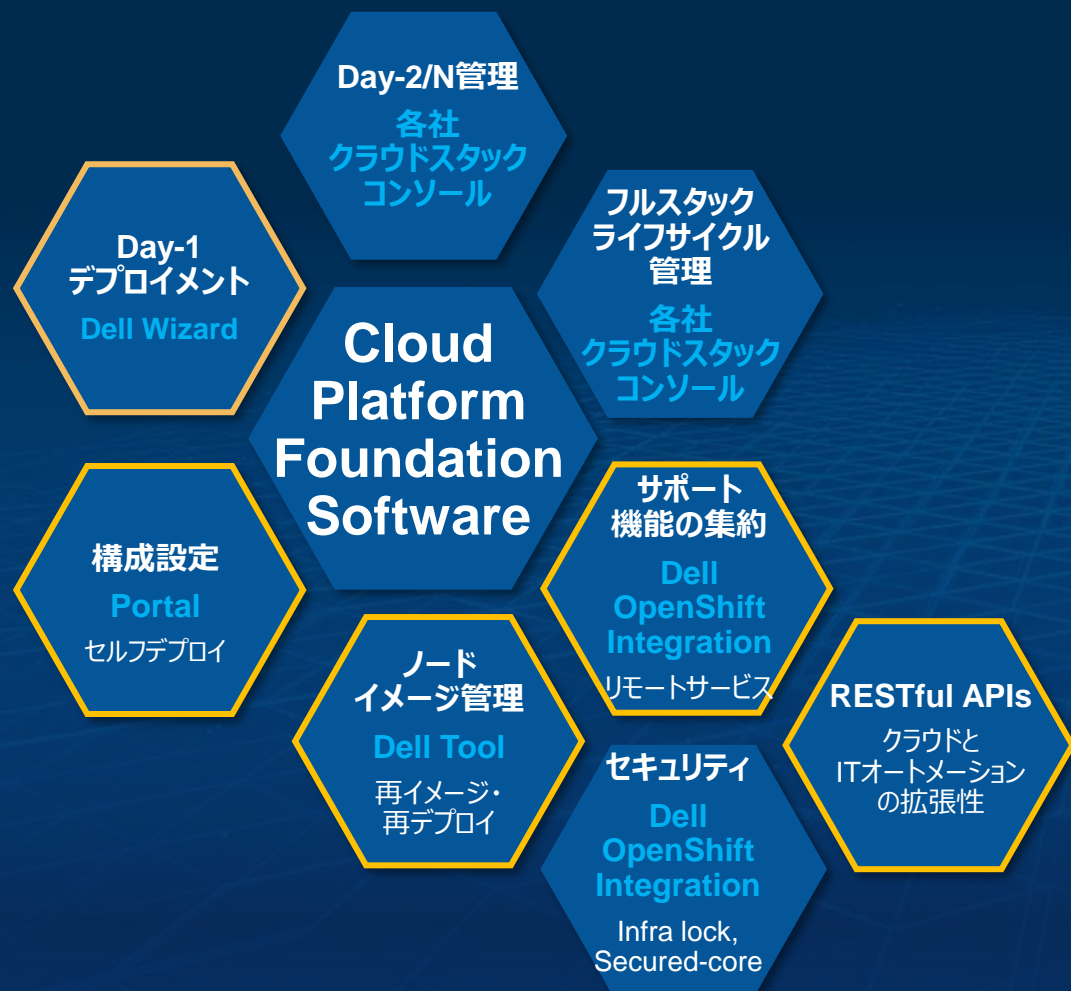 Day-2/N管理
各社
クラウドスタック
コンソール
Day-1
デプロイメント
Dell Wizard
フルスタック
ライフサイクル
管理
各社
クラウドスタック
コンソール
Cloud
Platform
Foundation
Software
構成設定
Portal
セルフデプロイ
サポート
機能の集約
Dell
OpenShift
Integration
リモートサービス
ノード
イメージ管理
Dell Tool
再イメージ・
再デプロイ
RESTful APIs
クラウドと
ITオートメーション
の拡張性
セキュリティ
Dell
OpenShift
Integration
Infra lock,
Secured-core